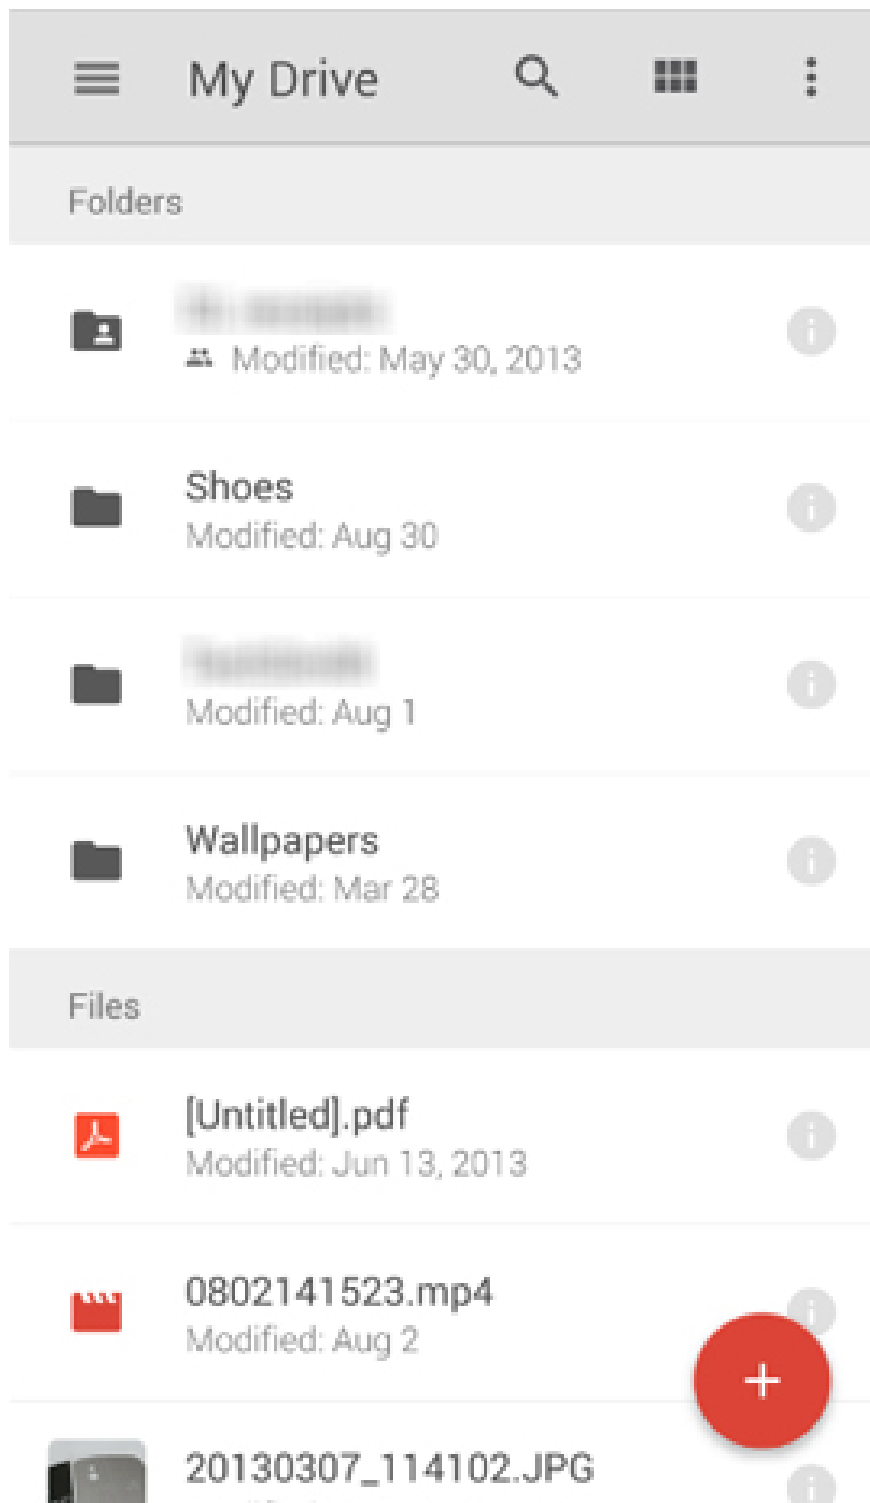 My Drive
Folders
Modified: May 30, 2013
Shoes
Modified: Aug 30
Modified: Aug 1
Wallpapers
Modified: Mar 28
Files
[Untitled].pdf
Modified: Jun 13, 2013
0802141523.mp4
Modified: Aug 2
20130307_114102.JPG